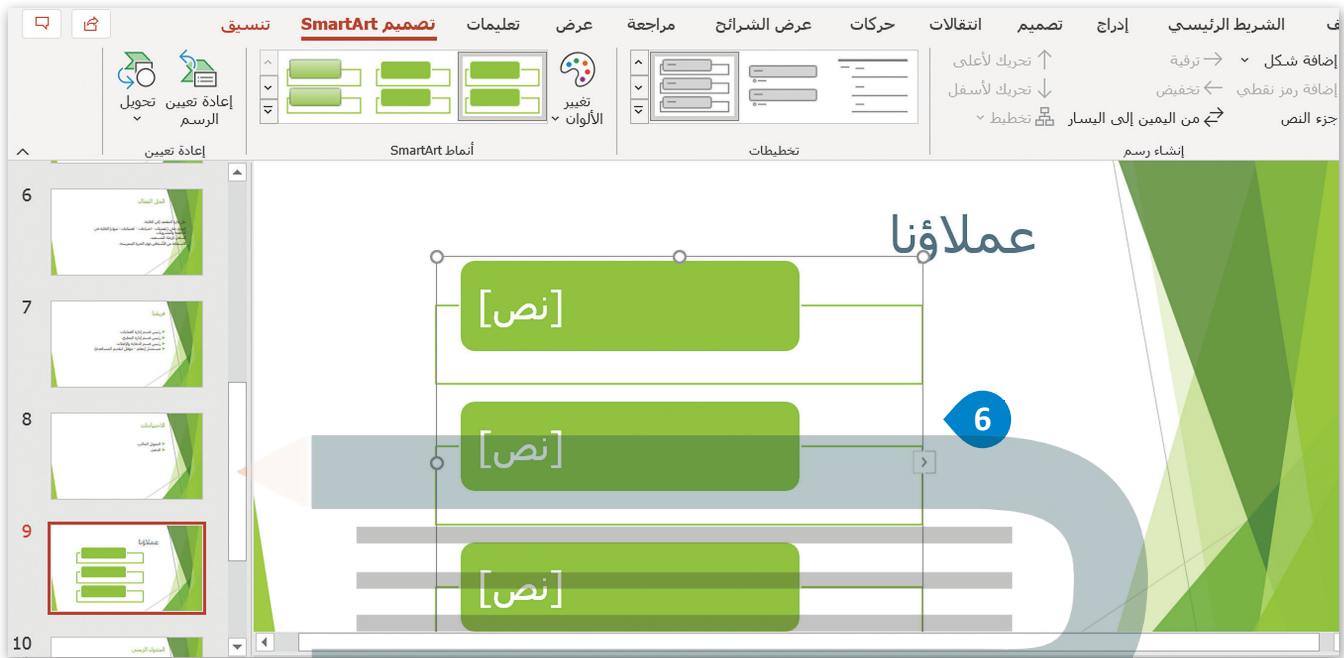 ف الشريط الرئيسي إدراج تصميم انتقالات حركات عرض الشرائح مراجعة عرض تعليمات تصميم SmartArt تنسيق
إضافة شكل
ترقية
تحريك لأعلى
إضافة رمز نقطي
تخفيض
تحريك لأسفل
جزء النص
من اليمين إلى اليسار
تخطيط
إنشاء رسم
تخطيطات
تغيير
الألوان
أنماط SmartArt
إعادة تعيين
الرسم
تحويل
إعادة تعيين
عملاؤنا
[نص]
[نص]
[نص]
6
6
7
فريقنا
8
9
عملاؤنا
10